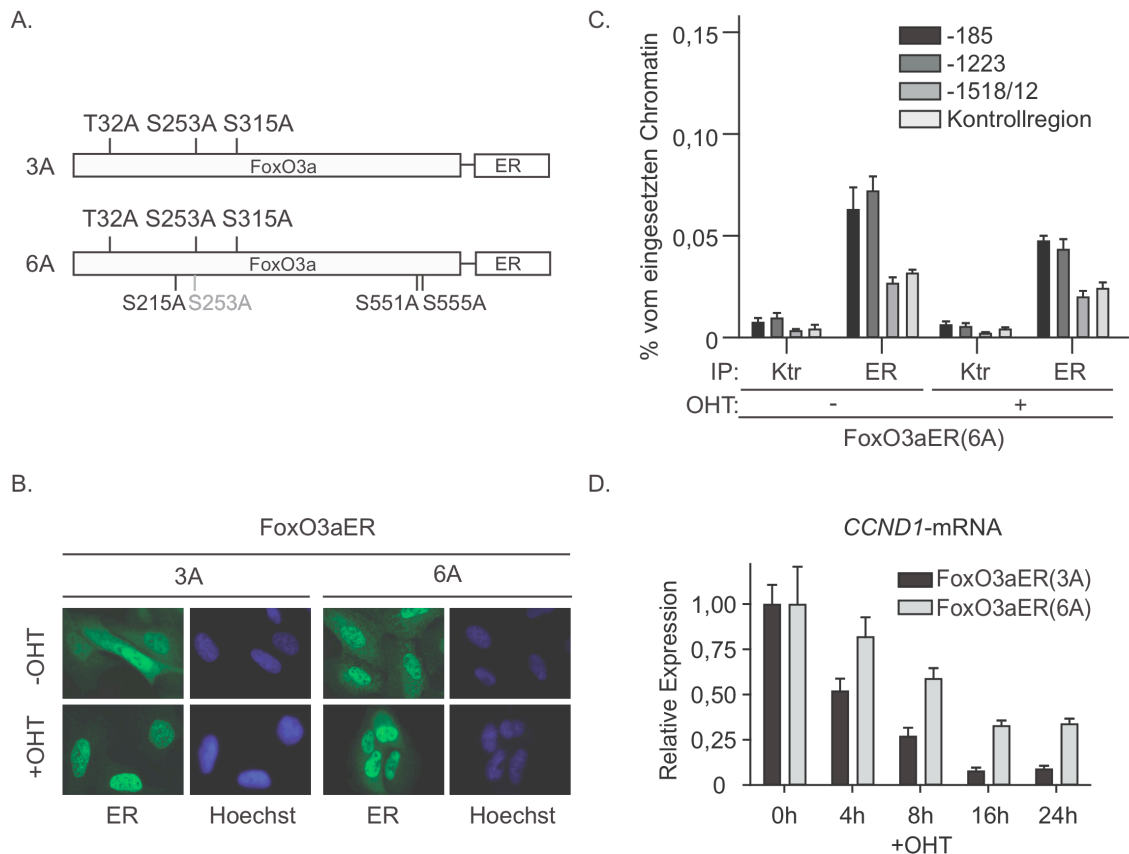 A.
T32A S253A S315A
3A
FoxO3a
ER
T32A S253A S315A
6A
FoxO3a
ER
S215A S253A
S551A S555A
B.
FoxO3aER
3A
6A
-OHT
+OHT
ER
Hoechst
ER
Hoechst
C.
% vom eingesetzten Chromatin
0,15
0,10
0,05
0
-185
-1223
-1518/12
Kontrollregion
IP: Ktr ER Ktr ER
OHT: - +
FoxO3aER(6A)
D.
CCND1-mRNA
Relative Expression
1,00
0,75
0,50
0,25
0
FoxO3aER(3A)
FoxO3aER(6A)
0h 4h 8h 16h 24h
+OHT